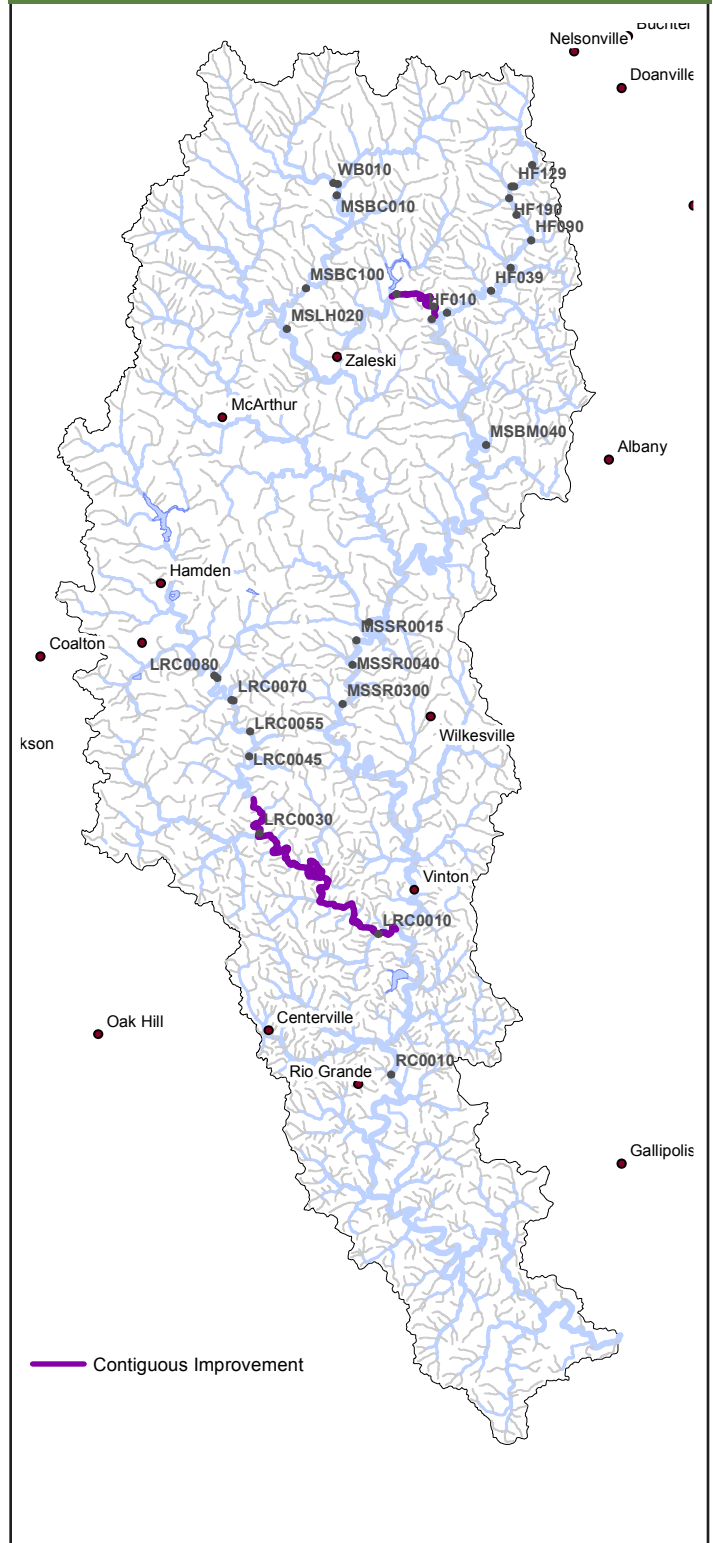 Buchtel
Nelsonville
Doanville
WB010
HF129
MSBC010
HF190
HF090
MSBC100
HF039
HF010
MSLH020
Zaleski
McArthur
MSBM040
Albany
Hamden
MSSR0015
Coalton
LRC0080
MSSR0040
LRC0070
MSSR0300
LRC0055
Wilkesville
kson
LRC0045
LRC0030
Vinton
LRC0010
Centerville
Oak Hill
RC0010
Rio Grande
Gallipolis
Contiguous Improvement